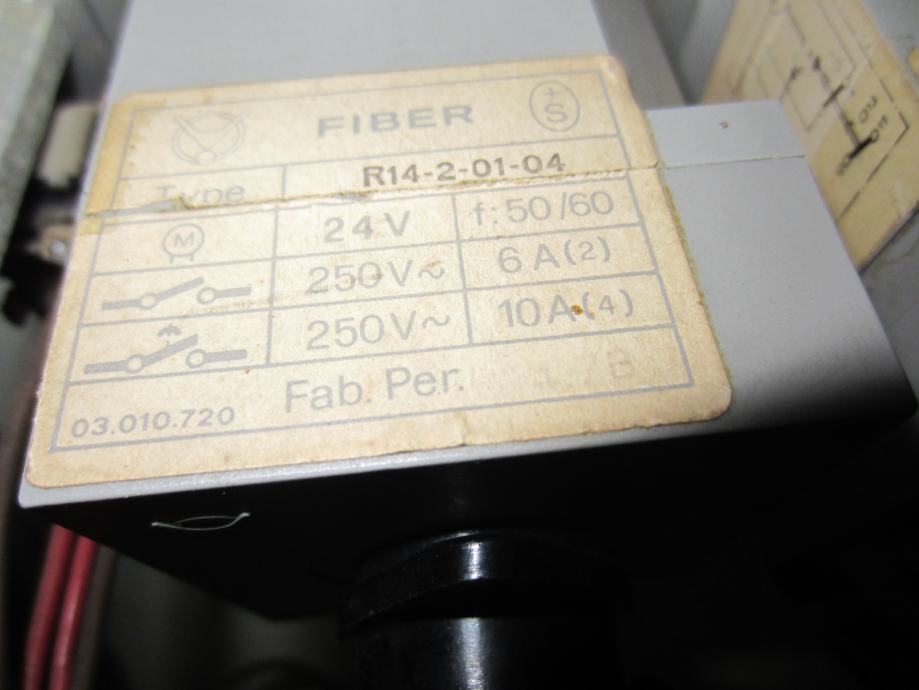 FIBER
+S
Type R14-2-01-04
M 24V f:50/60
250V~ 6A(2)
250V~ 10A(4)
03.010.720 Fab. Per.